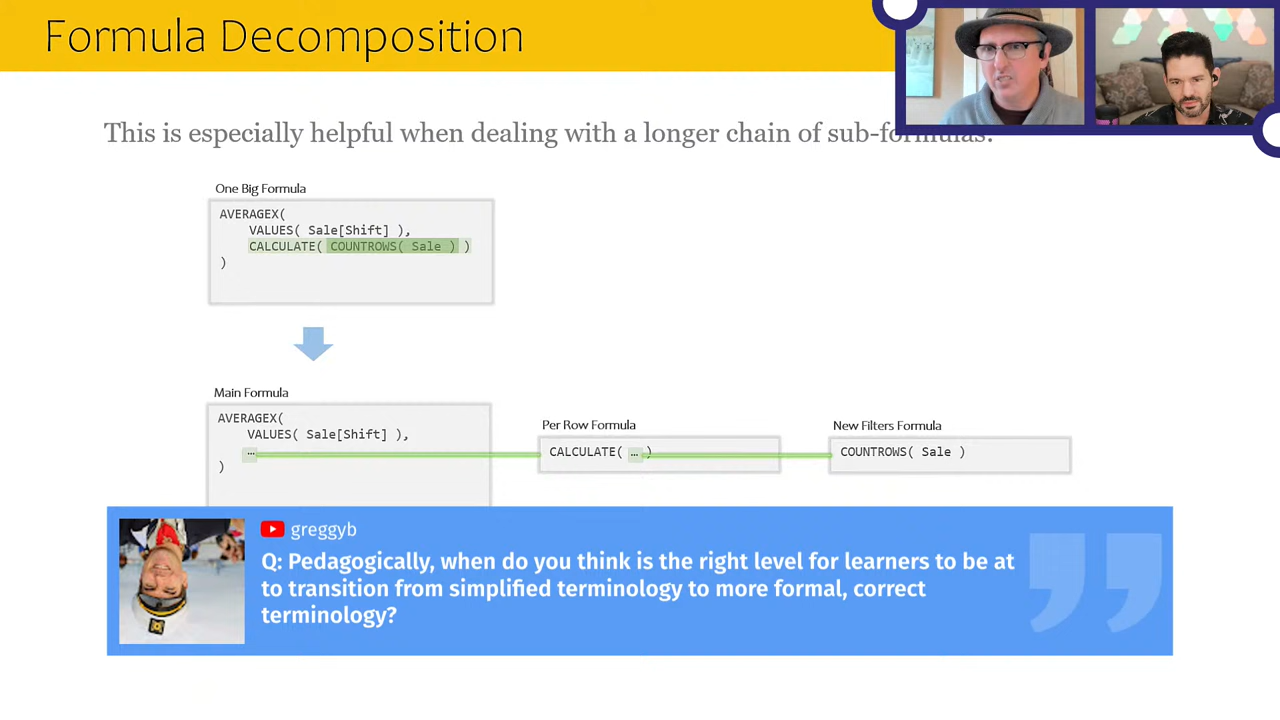 Formula Decomposition
This is especially helpful when dealing with a longer chain of sub-formulas.
One Big Formula
AVERAGEX(
VALUES( Sale[Shift] ),
CALCULATE( COUNTROWS( Sale ) )
)
Main Formula
AVERAGEX(
VALUES( Sale[Shift] ),
…
)
Per Row Formula
CALCULATE( … )
New Filters Formula
COUNTROWS( Sale )
greggyb
Q: Pedagogically, when do you think is the right level for learners to be at
to transition from simplified terminology to more formal, correct
terminology?